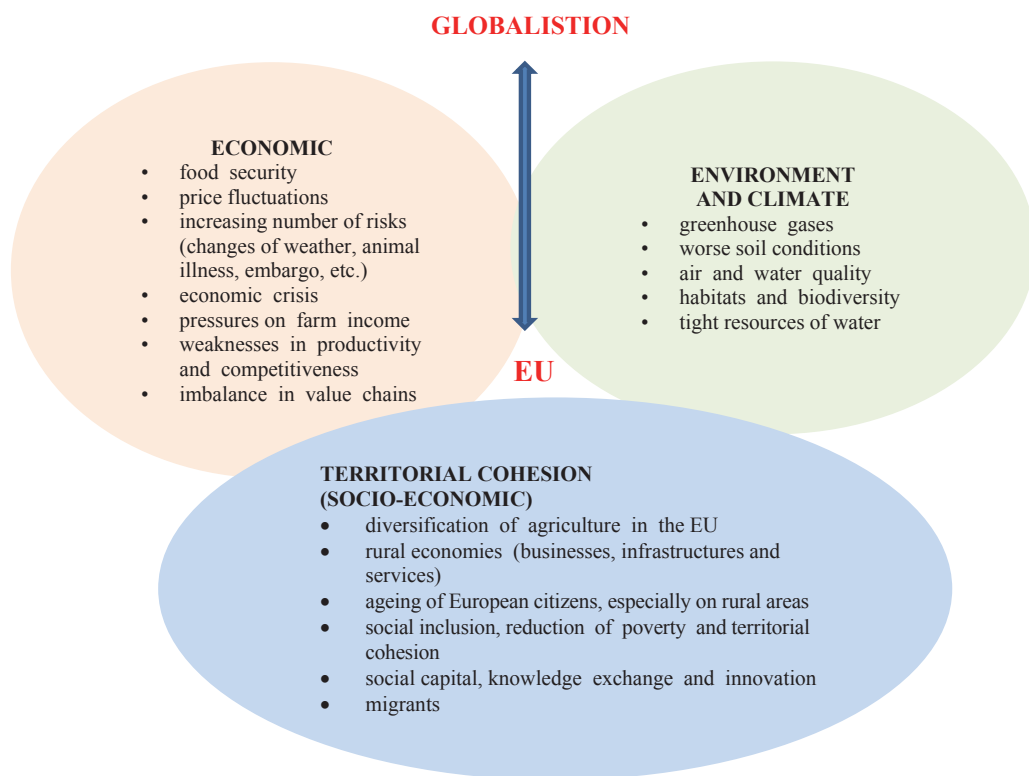 GLOBALISTION
ECONOMIC
• food security
• price fluctuations
• increasing number of risks
(changes of weather, animal
illness, embargo, etc.)
• economic crisis
• pressures on farm income
• weaknesses in productivity
and competitiveness
• imbalance in value chains
ENVIRONMENT
AND CLIMATE
• greenhouse gases
• worse soil conditions
• air and water quality
• habitats and biodiversity
• tight resources of water
EU
TERRITORIAL COHESION
(SOCIO-ECONOMIC)
• diversification of agriculture in the EU
• rural economies (businesses, infrastructures and
services)
• ageing of European citizens, especially on rural areas
• social inclusion, reduction of poverty and territorial
cohesion
• social capital, knowledge exchange and innovation
• migrants